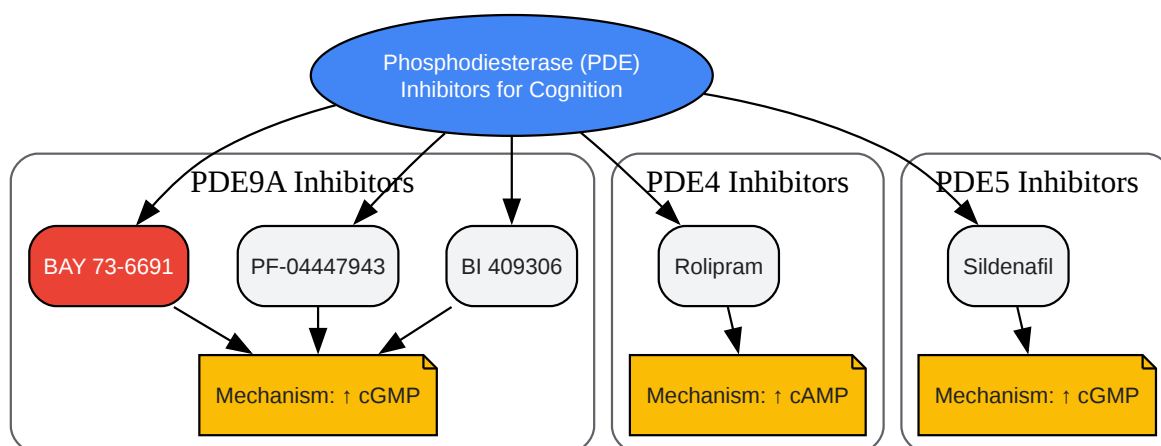 Phosphodiesterase (PDE)
Inhibitors for Cognition
PDE9A Inhibitors
PDE4 Inhibitors
PDE5 Inhibitors
BAY 73-6691
PF-04447943
BI 409306
Rolipram
Sildenafil
Mechanism: ↑ cGMP
Mechanism: ↑ cAMP
Mechanism: ↑ cGMP